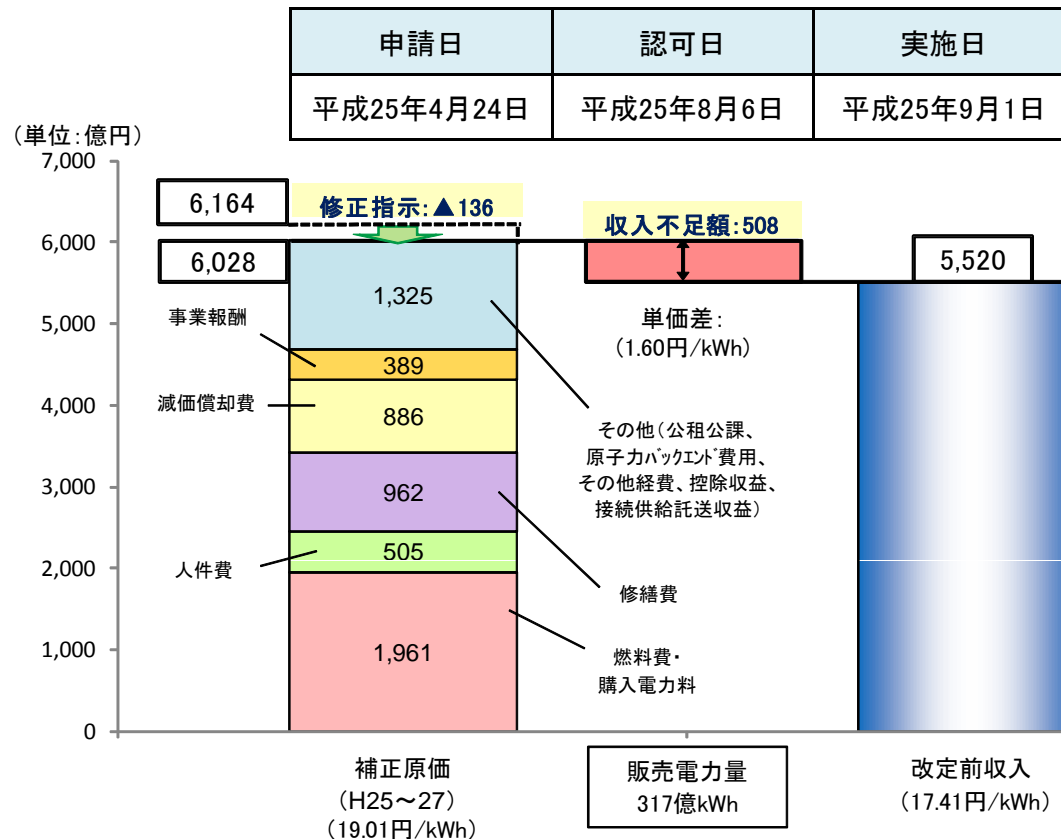 申請日 認可日 実施日
平成25年4月24日 平成25年8月6日 平成25年9月1日
（単位：億円）
7,000
6,000
5,000
4,000
3,000
2,000
1,000
0
6,164
修正指示：▲136
6,028
収入不足額：508
5,520
1,325
389
886
962
505
1,961
事業報酬
減価償却費
人件費
単価差：
（1.60円/kWh）
その他（公租公課、
原子力ﾊﾞｯｸｴﾝﾄﾞ費用、
その他経費、控除収益、
接続供給託送収益）
修繕費
燃料費・
購入電力料
補正原価
（H25～27）
（19.01円/kWh）
販売電力量
317億kWh
改定前収入
（17.41円/kWh）